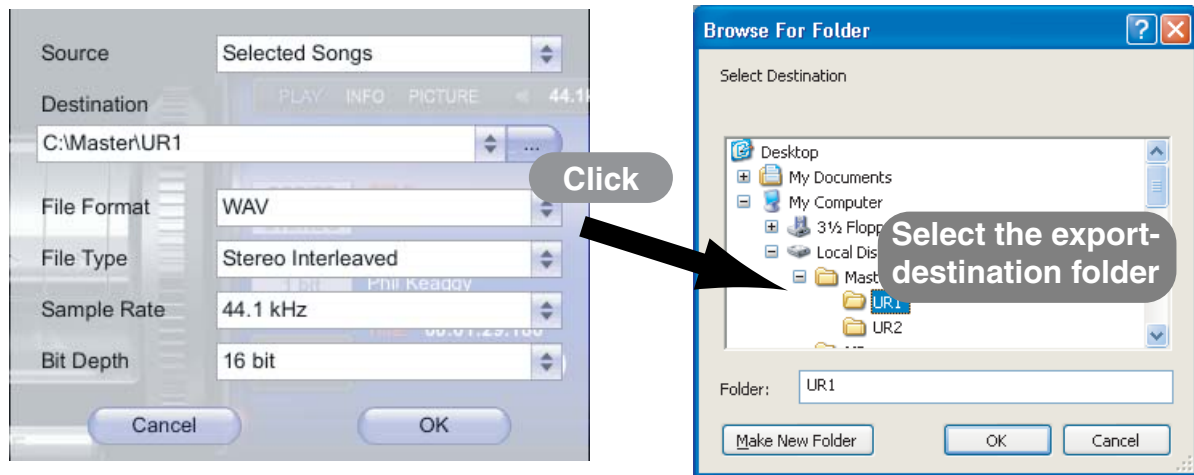 Source Selected Songs
Destination
PLAY INFO PICTURE 44.1
C:\Master\UR1 ...
File Format WAV
File Type Stereo Interleaved
Phil Keaggy
Sample Rate 44.1 kHz
Bit Depth 16 bit
Cancel OK
Click
Browse For Folder
Select Destination
Desktop
My Documents
My Computer
3½ Flopp
Local Dis
Mast
UR1
UR2
Select the export-
destination folder
Folder: UR1
Make New Folder OK Cancel